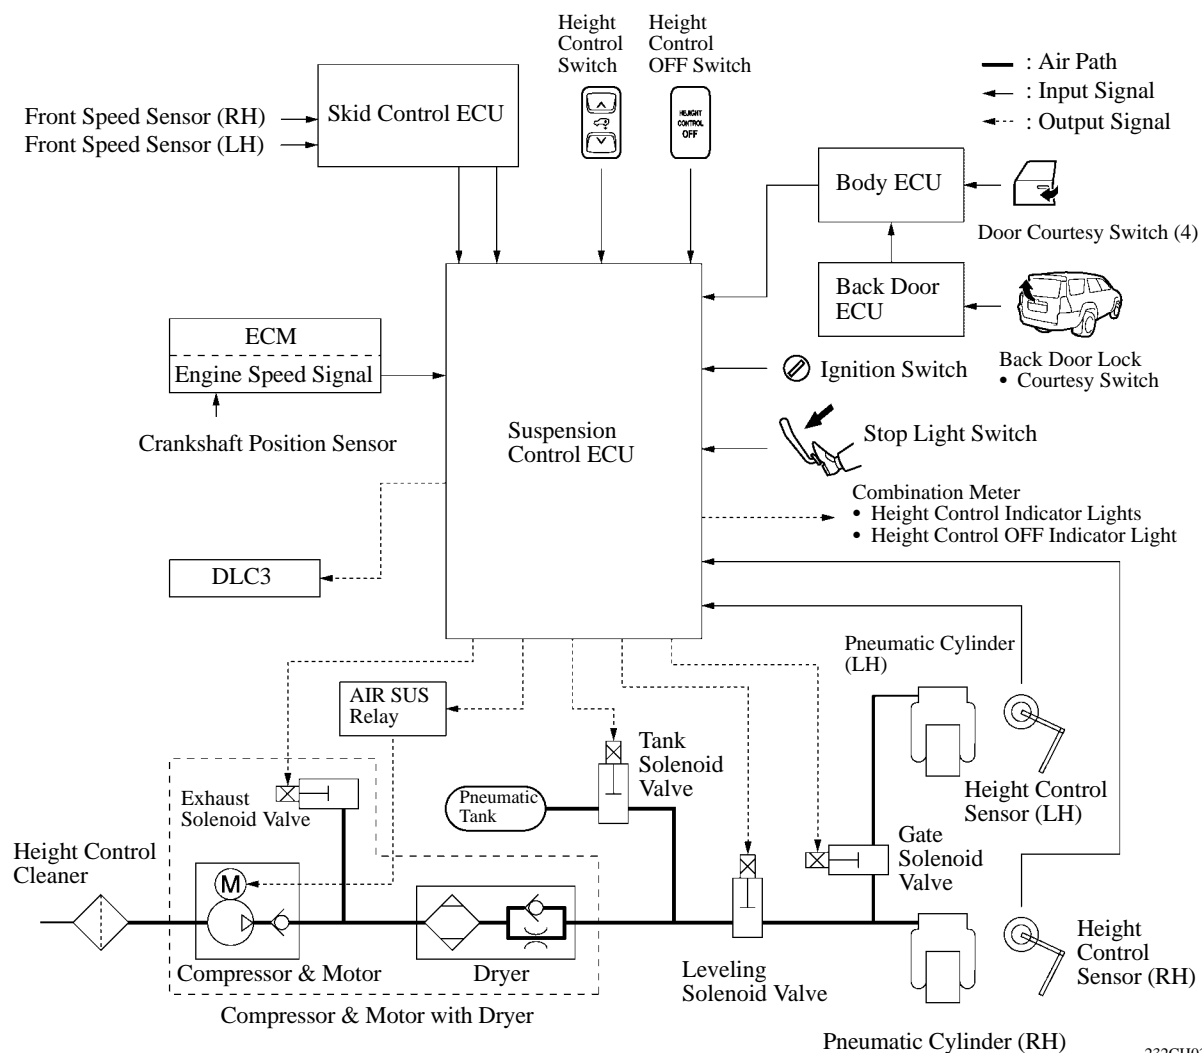 Height
Control
Switch
Height
Control
OFF Switch
: Air Path
: Input Signal
: Output Signal
Skid Control ECU
Front Speed Sensor (RH)
Front Speed Sensor (LH)
HEIGHT
CONTROL
OFF
Body ECU
Door Courtesy Switch (4)
Back Door
ECU
Back Door Lock
• Courtesy Switch
ECM
Engine Speed Signal
Crankshaft Position Sensor
Ignition Switch
Suspension
Control ECU
Stop Light Switch
Combination Meter
• Height Control Indicator Lights
• Height Control OFF Indicator Light
DLC3
Pneumatic Cylinder
(LH)
AIR SUS
Relay
Tank
Solenoid
Valve
Exhaust
Solenoid Valve
Pneumatic
Tank
Height Control
Sensor (LH)
Gate
Solenoid
Valve
Height Control
Cleaner
M
Compressor & Motor
Dryer
Leveling
Solenoid Valve
Height
Control
Sensor (RH)
Compressor & Motor with Dryer
Pneumatic Cylinder (RH)